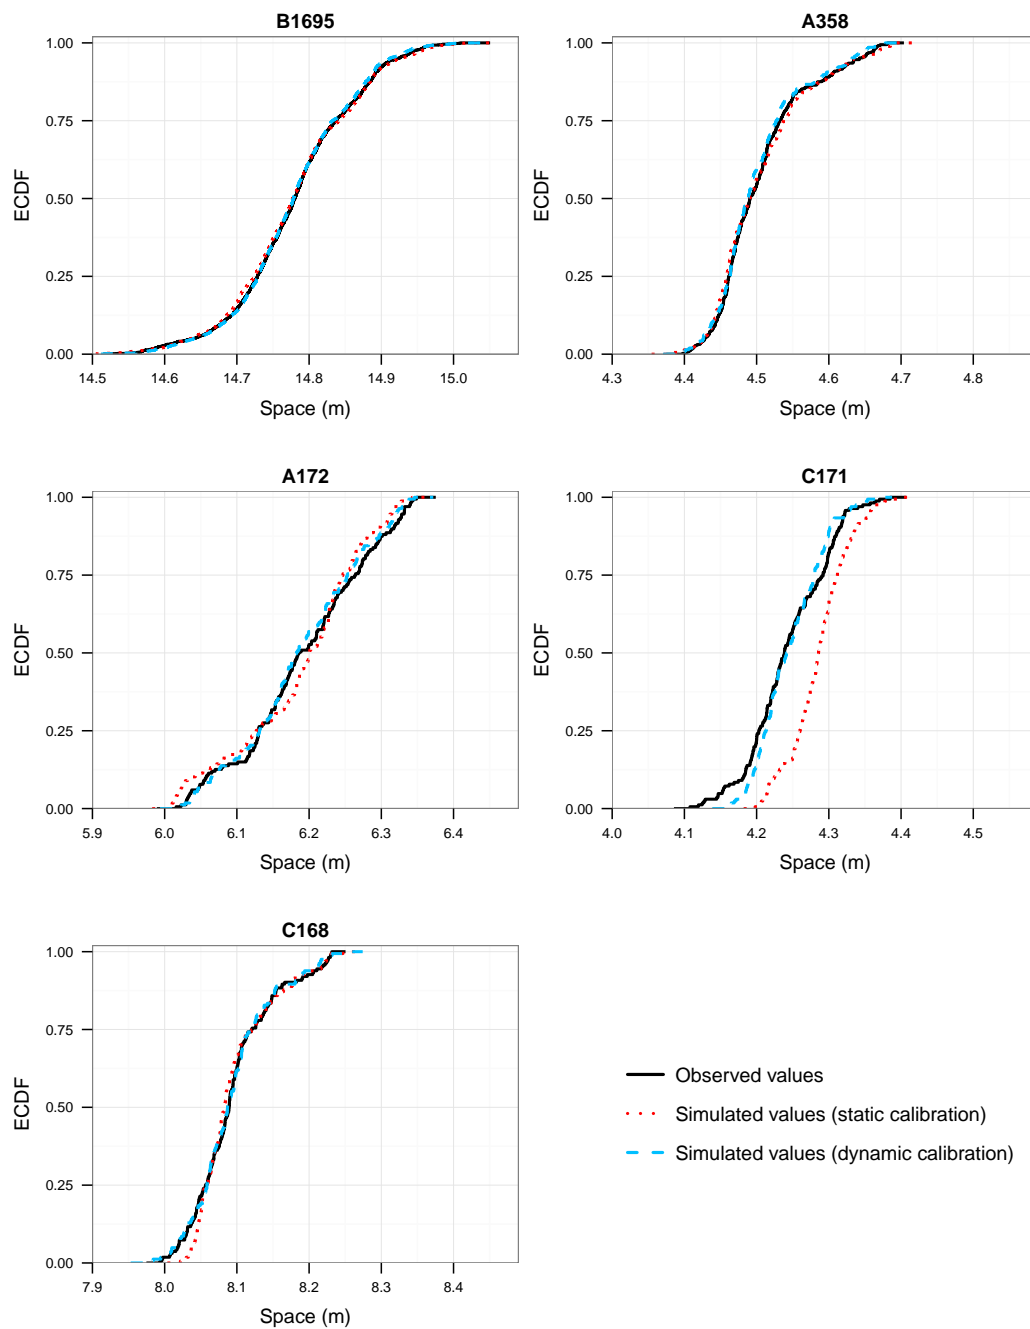 B1695
A358
1.00
0.75
0.50
0.25
0.00
ECDF
14.5 14.6 14.7 14.8 14.9 15.0
Space (m)
1.00
0.75
0.50
0.25
0.00
ECDF
4.3 4.4 4.5 4.6 4.7 4.8
Space (m)
A172
C171
1.00
0.75
0.50
0.25
0.00
ECDF
5.9 6.0 6.1 6.2 6.3 6.4
Space (m)
1.00
0.75
0.50
0.25
0.00
ECDF
4.0 4.1 4.2 4.3 4.4 4.5
Space (m)
C168
1.00
0.75
0.50
0.25
0.00
ECDF
7.9 8.0 8.1 8.2 8.3 8.4
Space (m)
Observed values
Simulated values (static calibration)
Simulated values (dynamic calibration)